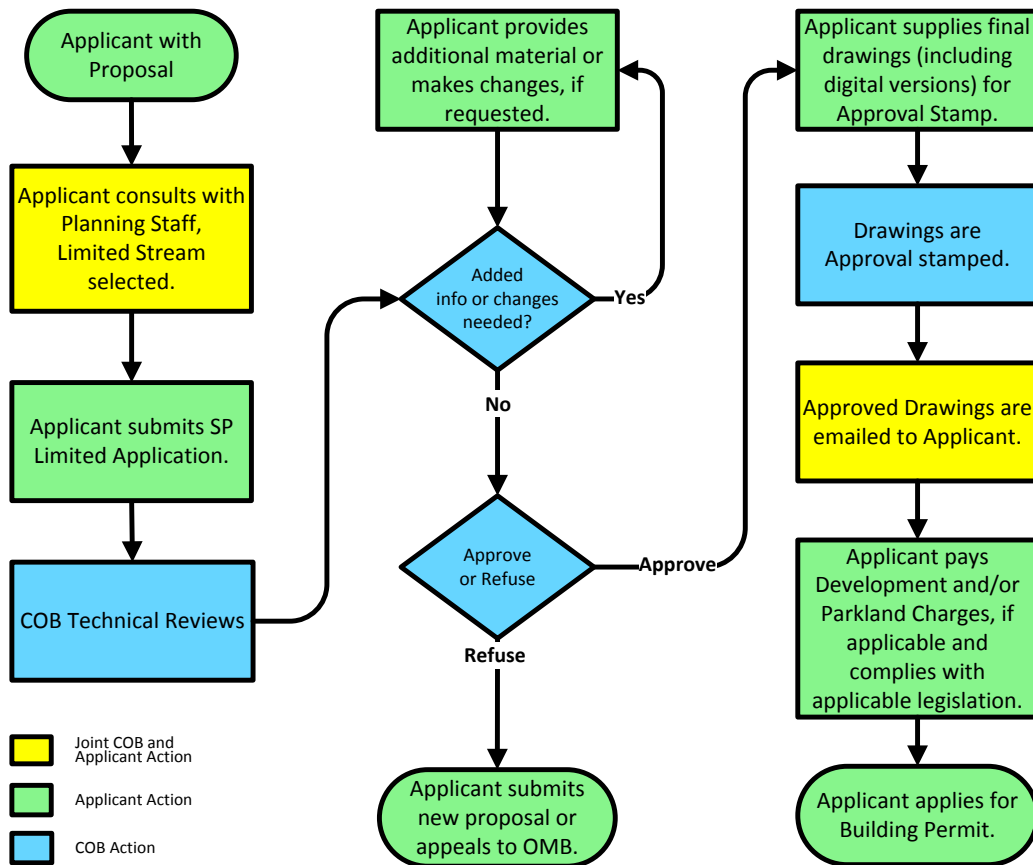 Applicant with
Proposal
Applicant consults with
Planning Staff,
Limited Stream
selected.
Applicant submits SP
Limited Application.
COB Technical Reviews
Joint COB and
Applicant Action
Applicant Action
COB Action
Applicant provides
additional material or
makes changes, if
requested.
Added
info or changes
needed?
Yes
No
Approve
or Refuse
Approve
Refuse
Applicant submits
new proposal or
appeals to OMB.
Applicant supplies final
drawings (including
digital versions) for
Approval Stamp.
Drawings are
Approval stamped.
Approved Drawings are
emailed to Applicant.
Applicant pays
Development and/or
Parkland Charges, if
applicable and
complies with
applicable legislation.
Applicant applies for
Building Permit.